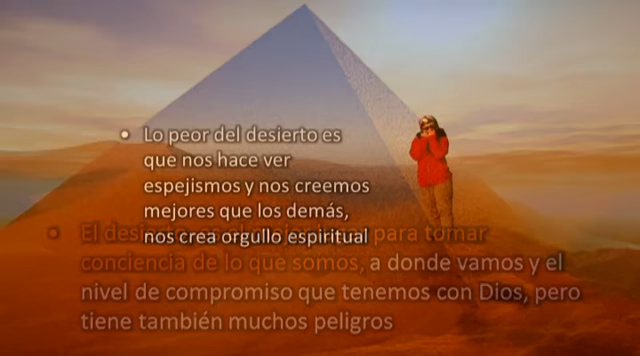 Lo peor del desierto es
que nos hace ver
espejismos y nos creemos
mejores que los demás,
nos crea orgullo espiritual
El desierto para tomar
conciencia de lo que somos, a donde vamos y el
nivel de compromiso que tenemos con Dios, pero
tiene también muchos peligros